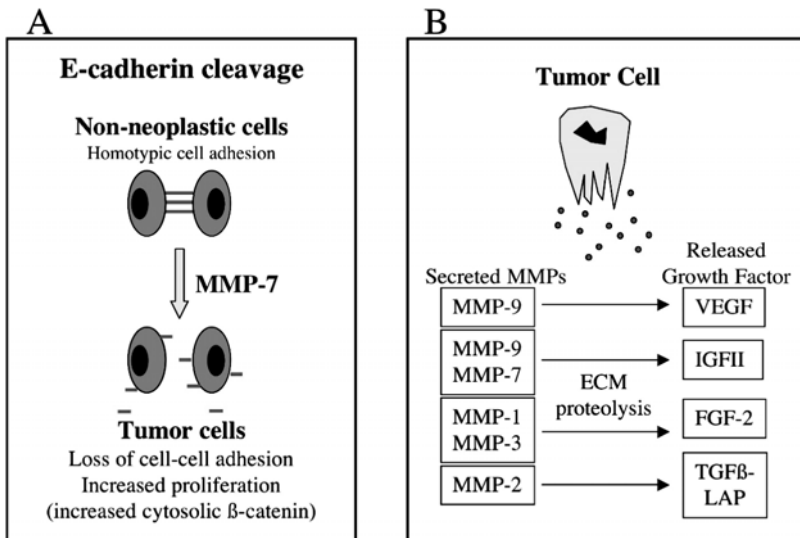 A
E-cadherin cleavage
Non-neoplastic cells
Homotypic cell adhesion
MMP-7
Tumor cells
Loss of cell-cell adhesion
Increased proliferation
(increased cytosolic ß-catenin)
B
Tumor Cell
Secreted MMPs
Released
Growth Factor
MMP-9
VEGF
MMP-9
MMP-7
IGFII
ECM
proteolysis
MMP-1
MMP-3
FGF-2
MMP-2
TGFß-
LAP